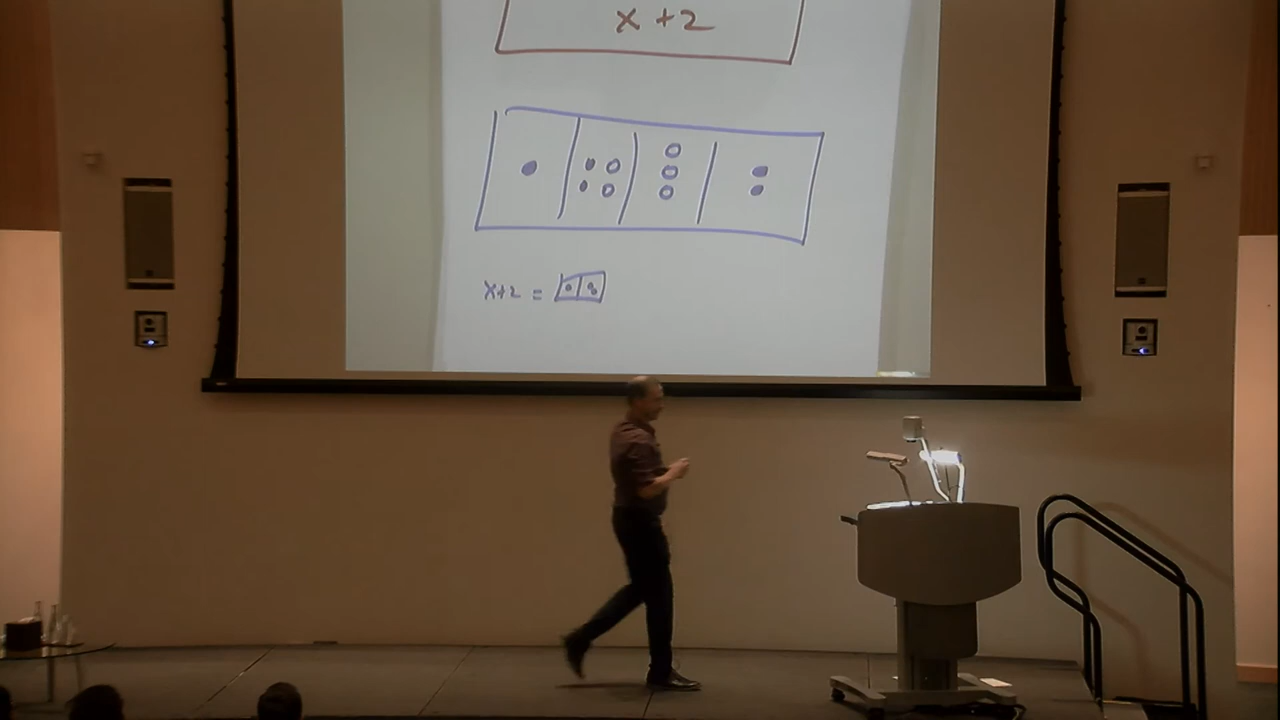 x+2
x+2 =